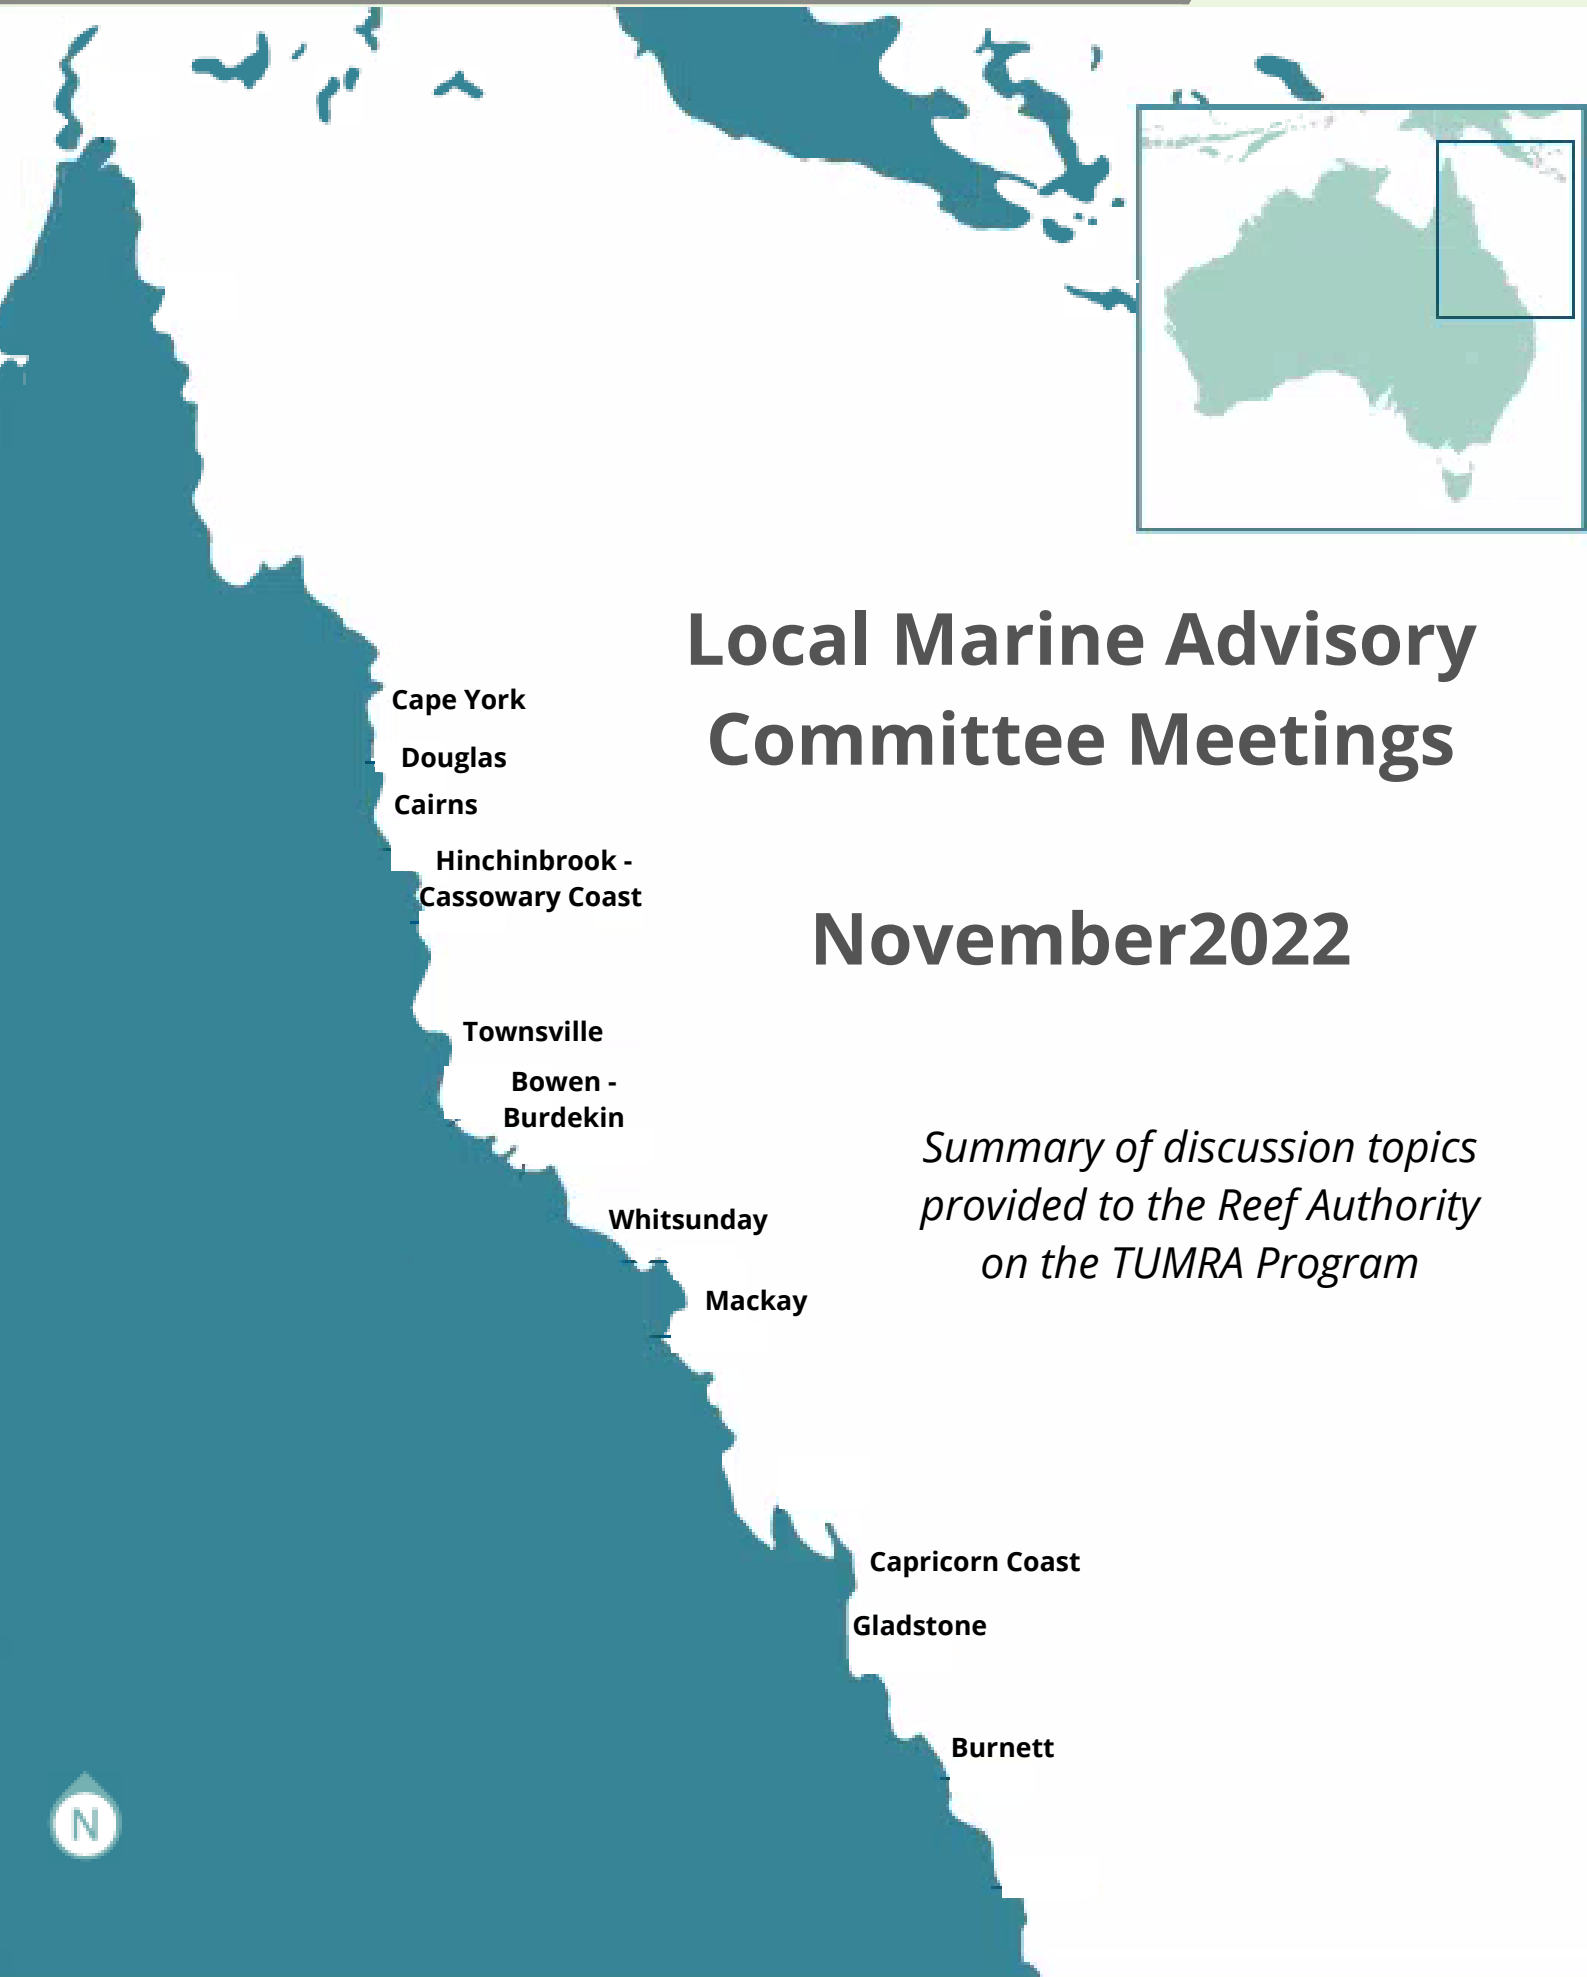 Local Marine Advisory
Committee Meetings
November2022
Summary of discussion topics
provided to the Reef Authority
on the TUMRA Program
Cape York
Douglas
Cairns
Hinchinbrook -
Cassowary Coast
Townsville
Bowen -
Burdekin
Whitsunday
Mackay
Capricorn Coast
Gladstone
Burnett
N